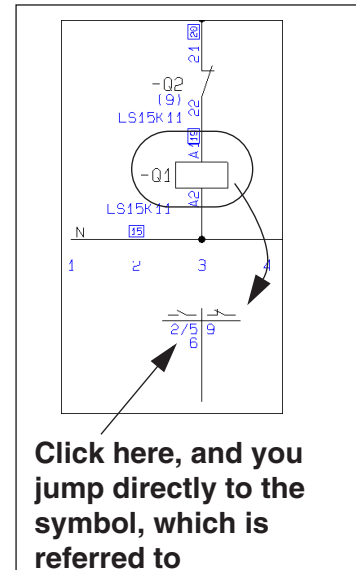 20
21
-Q2
(9)
22
LS15K11
19
A1
-Q1
A2
LS15K11
N 15
1 2 3 4
2/5 9
6
Click here, and you
jump directly to the
symbol, which is
referred to